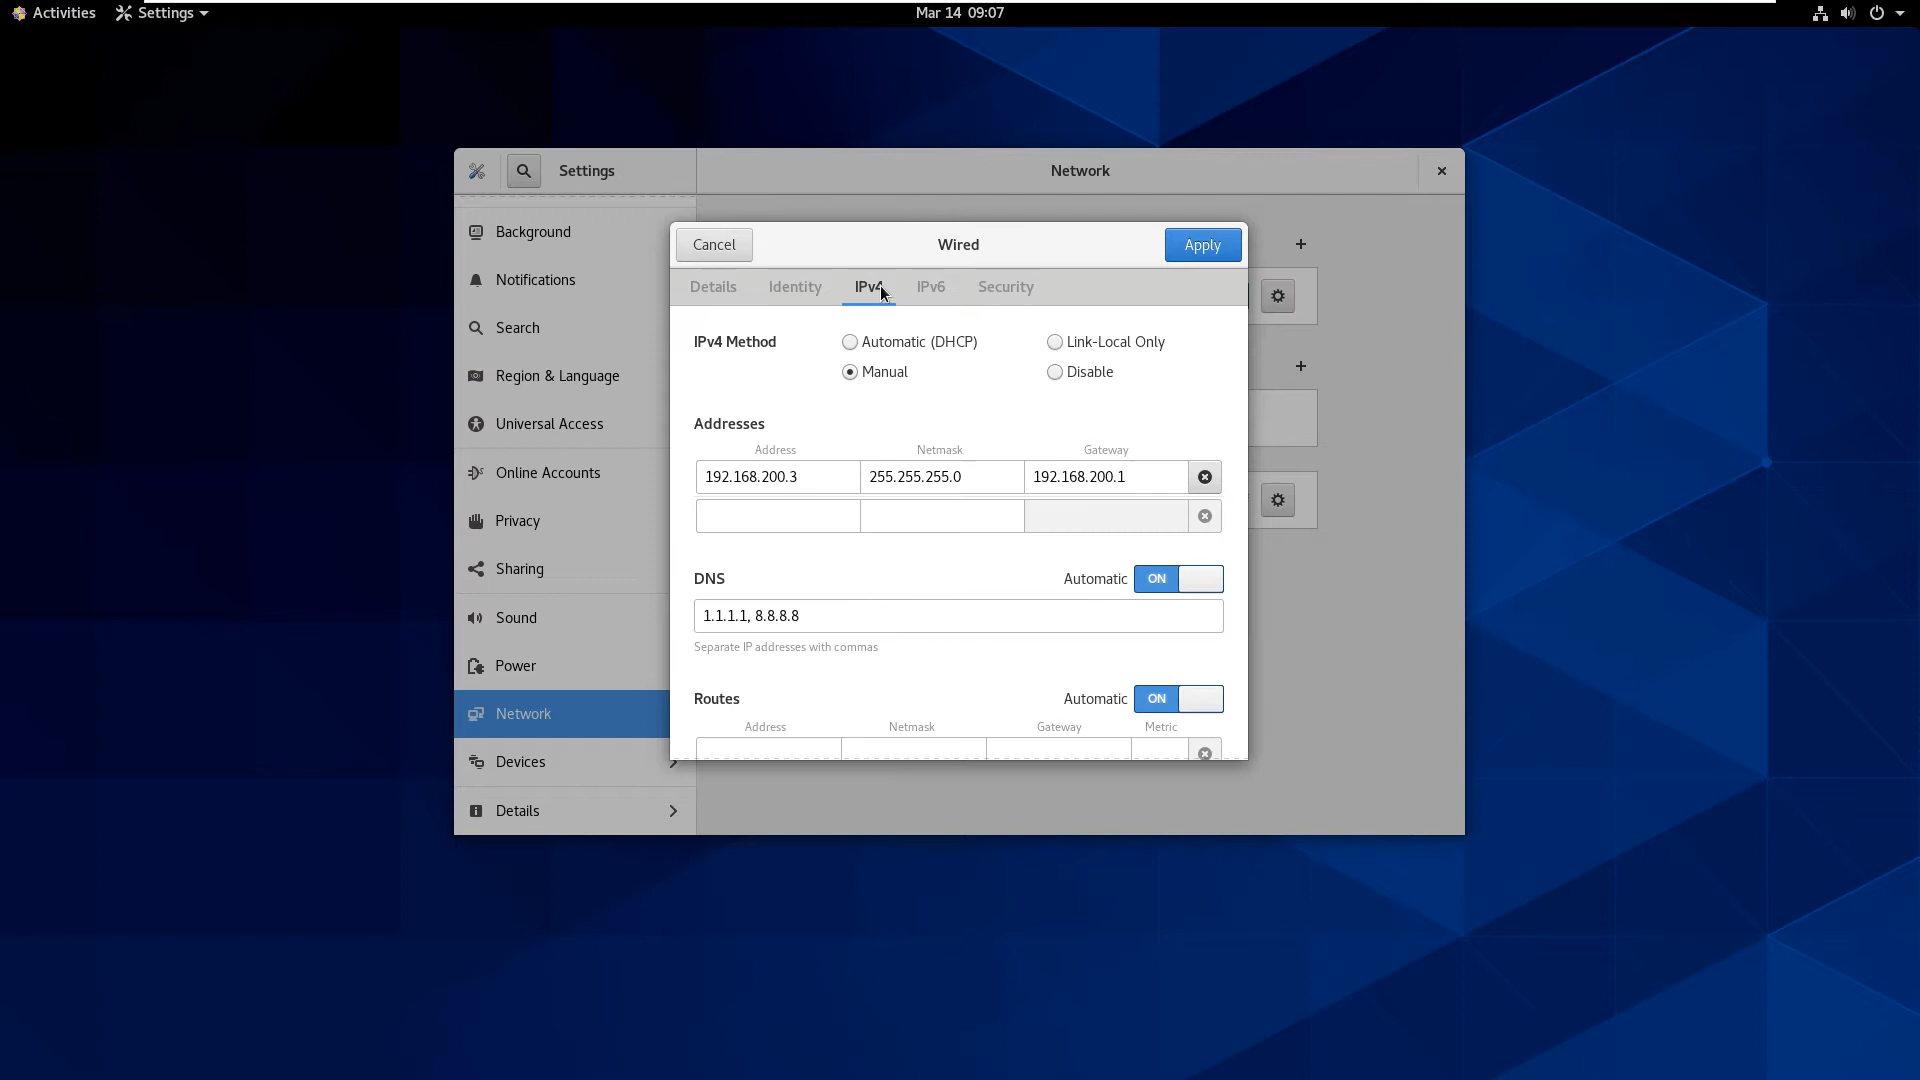 Activities Settings Mar 14 09:07
Settings Network
Background
Notifications
Search
Region & Language
Universal Access
Online Accounts
Privacy
Sharing
Sound
Power
Network
Devices
Details
Cancel Wired Apply
Details Identity IPv4 IPv6 Security
IPv4 Method Automatic (DHCP) Link-Local Only
Manual Disable
Addresses
Address Netmask Gateway
192.168.200.3 255.255.255.0 192.168.200.1
DNS Automatic ON
1.1.1.1, 8.8.8.8
Separate IP addresses with commas
Routes Automatic ON
Address Netmask Gateway Metric